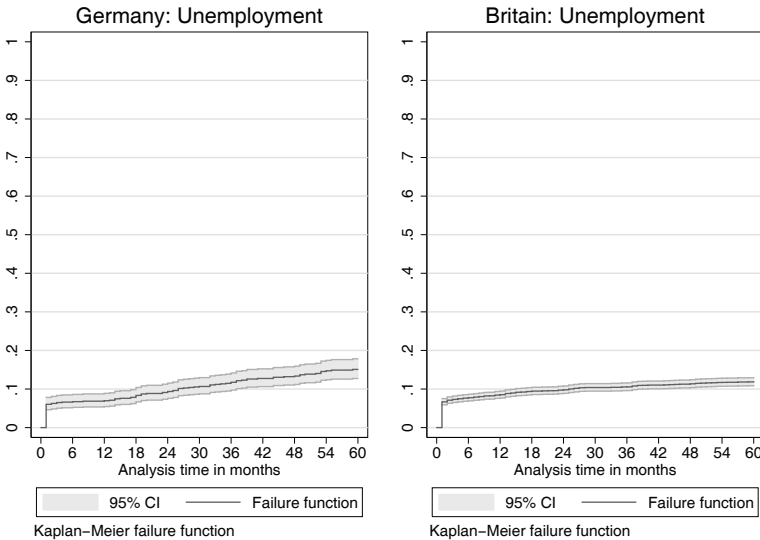 Germany: Unemployment
1
.9
.8
.7
.6
.5
.4
.3
.2
.1
0
0 6 12 18 24 30 36 42 48 54 60
Analysis time in months
95% CI Failure function
Kaplan−Meier failure function
Britain: Unemployment
1
.9
.8
.7
.6
.5
.4
.3
.2
.1
0
0 6 12 18 24 30 36 42 48 54 60
Analysis time in months
95% CI Failure function
Kaplan−Meier failure function